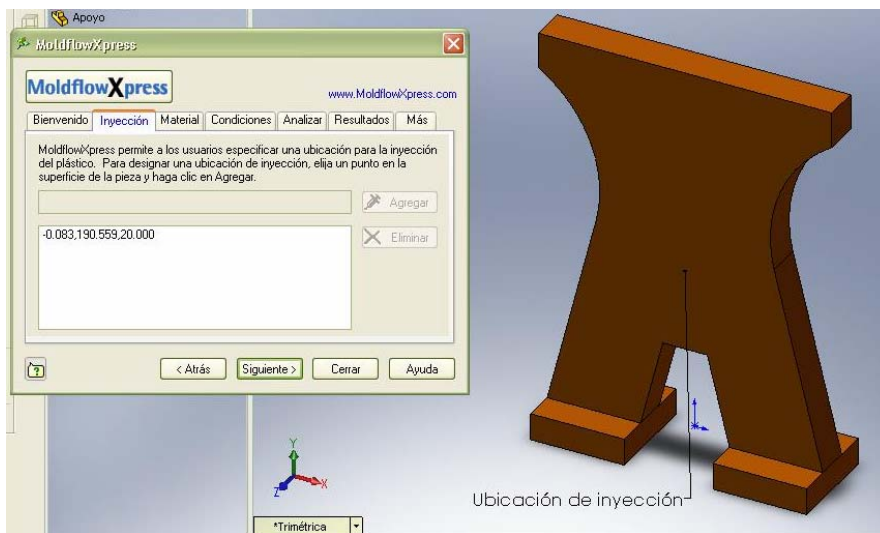 Apoyo
MoldflowXpress
MoldflowXpress
www.MoldflowXpress.com
Bienvenido Inyección Material Condiciones Analizar Resultados Más
MoldflowXpress permite a los usuarios especificar una ubicación para la inyección
del plástico. Para designar una ubicación de inyección, elija un punto en la
superficie de la pieza y haga clic en Agregar.
Agregar
-0.083,190.559,20.000
Eliminar
< Atrás Siguiente > Cerrar Ayuda
Y
Z X
Ubicación de inyección
*Trimétrica